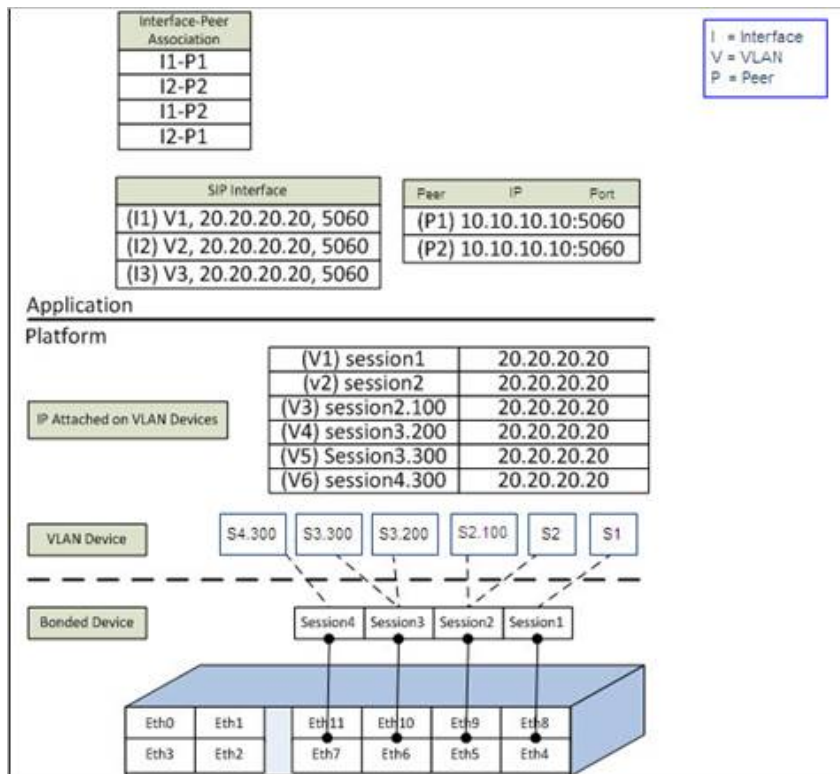 Interface-Peer
Association
I1-P1
I2-P2
I1-P2
I2-P1
I = Interface
V = VLAN
P = Peer
SIP Interface
(I1) V1, 20.20.20.20, 5060
(I2) V2, 20.20.20.20, 5060
(I3) V3, 20.20.20.20, 5060
Peer IP Port
(P1) 10.10.10.10:5060
(P2) 10.10.10.10:5060
Application
Platform
IP Attached on VLAN Devices
(V1) session1 20.20.20.20
(v2) session2 20.20.20.20
(V3) session2.100 20.20.20.20
(V4) session3.200 20.20.20.20
(V5) Session3.300 20.20.20.20
(V6) session4.300 20.20.20.20
VLAN Device
S4.300 S3.300 S3.200 S2.100 S2 S1
Bonded Device
Session4 Session3 Session2 Session1
Eth0 Eth1 Eth11 Eth10 Eth9 Eth8
Eth3 Eth2 Eth7 Eth6 Eth5 Eth4